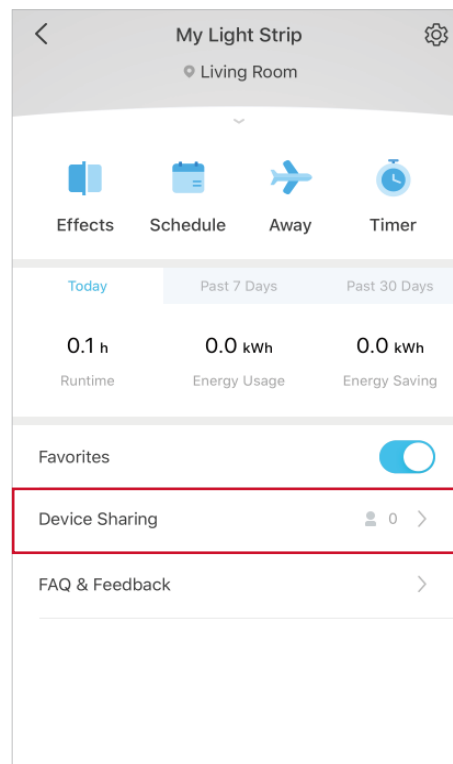 My Light Strip
Living Room
Effects Schedule Away Timer
Today Past 7 Days Past 30 Days
0.1 h 0.0 kWh 0.0 kWh
Runtime Energy Usage Energy Saving
Favorites
Device Sharing 0
FAQ & Feedback